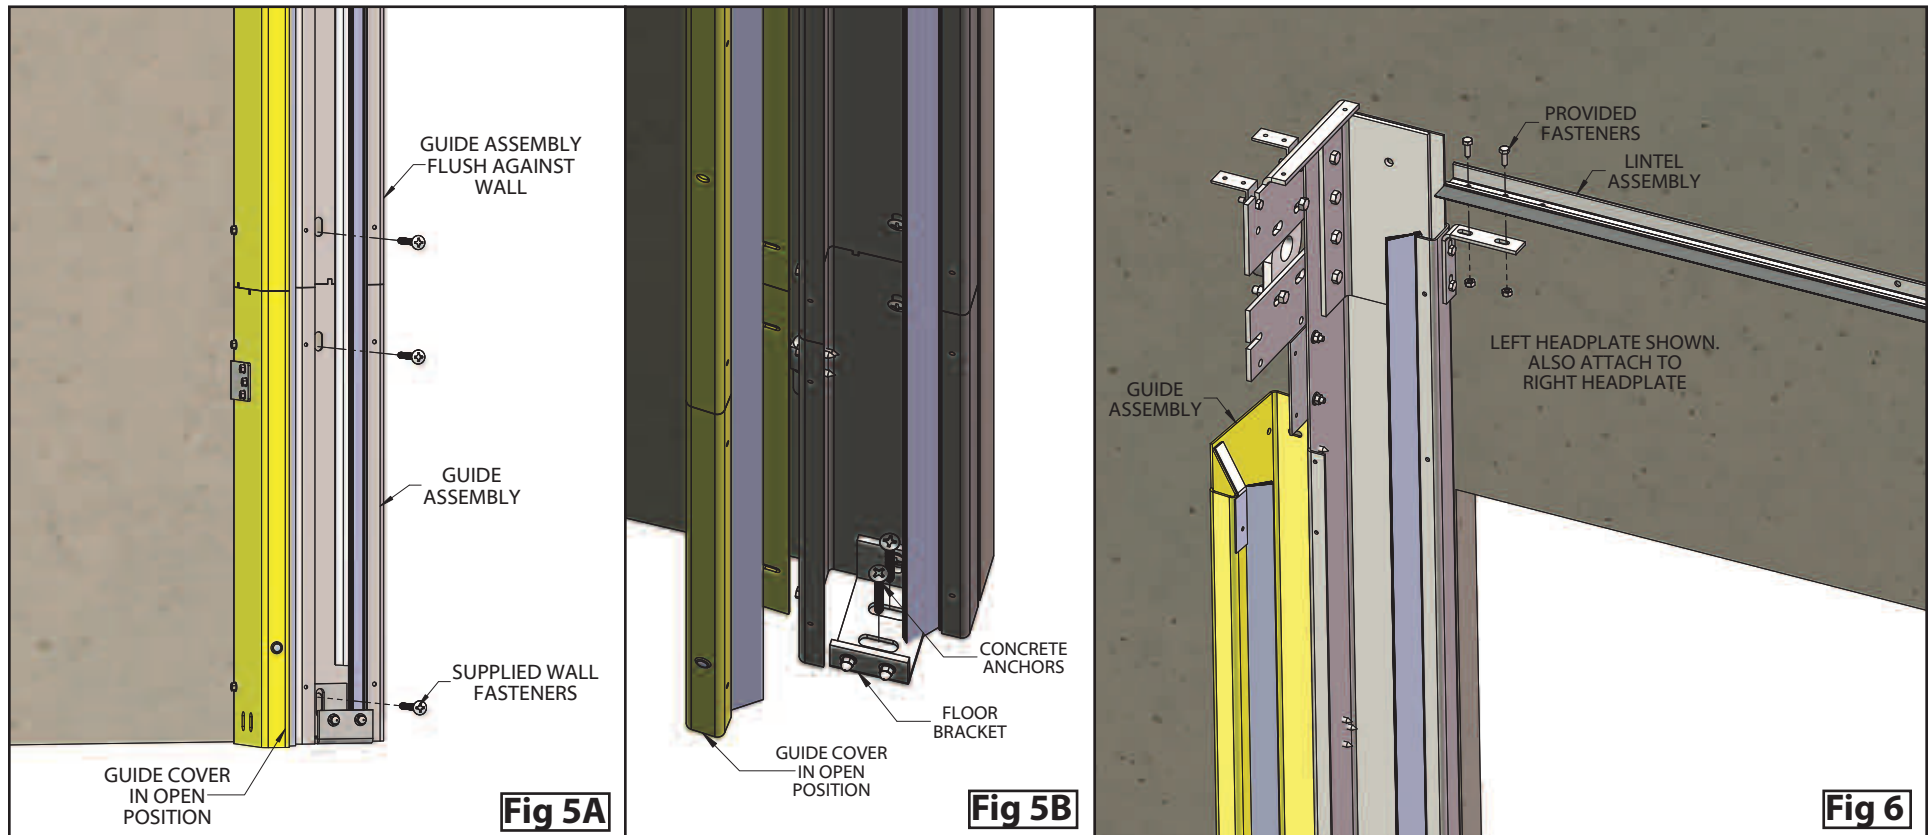 GUIDE ASSEMBLY
FLUSH AGAINST
WALL
GUIDE
ASSEMBLY
SUPPLIED WALL
FASTENERS
GUIDE COVER
IN OPEN
POSITION
Fig 5A
CONCRETE
ANCHORS
FLOOR
BRACKET
GUIDE COVER
IN OPEN
POSITION
Fig 5B
PROVIDED
FASTENERS
LINTEL
ASSEMBLY
LEFT HEADPLATE SHOWN.
ALSO ATTACH TO
RIGHT HEADPLATE
GUIDE
ASSEMBLY
Fig 6